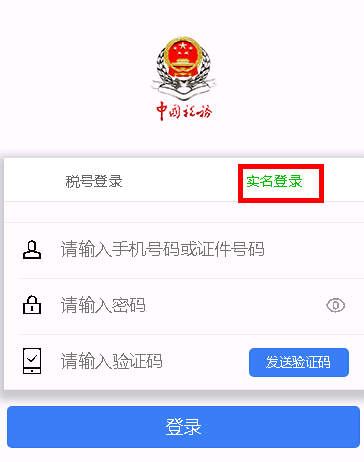 中国税务
税号登录 实名登录
请输入手机号码或证件号码
请输入密码
请输入验证码 发送验证码
登录